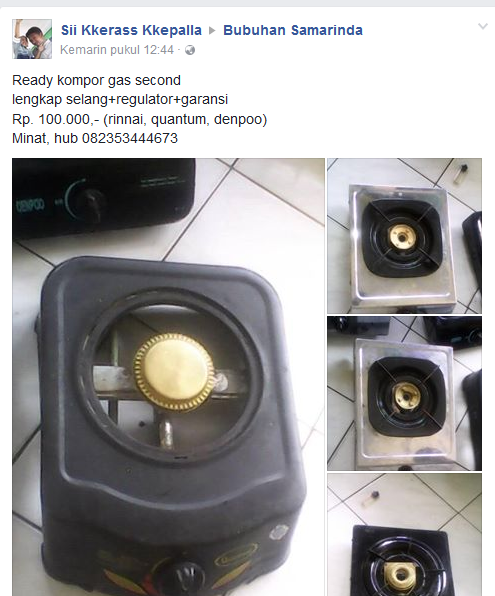 Sii Kkerass Kkepalla ▸ Bubuhan Samarinda
Kemarin pukul 12:44 ·
Ready kompor gas second
lengkap selang+regulator+garansi
Rp. 100.000,- (rinnai, quantum, denpoo)
Minat, hub 082353444673
DENPOO
Quantum